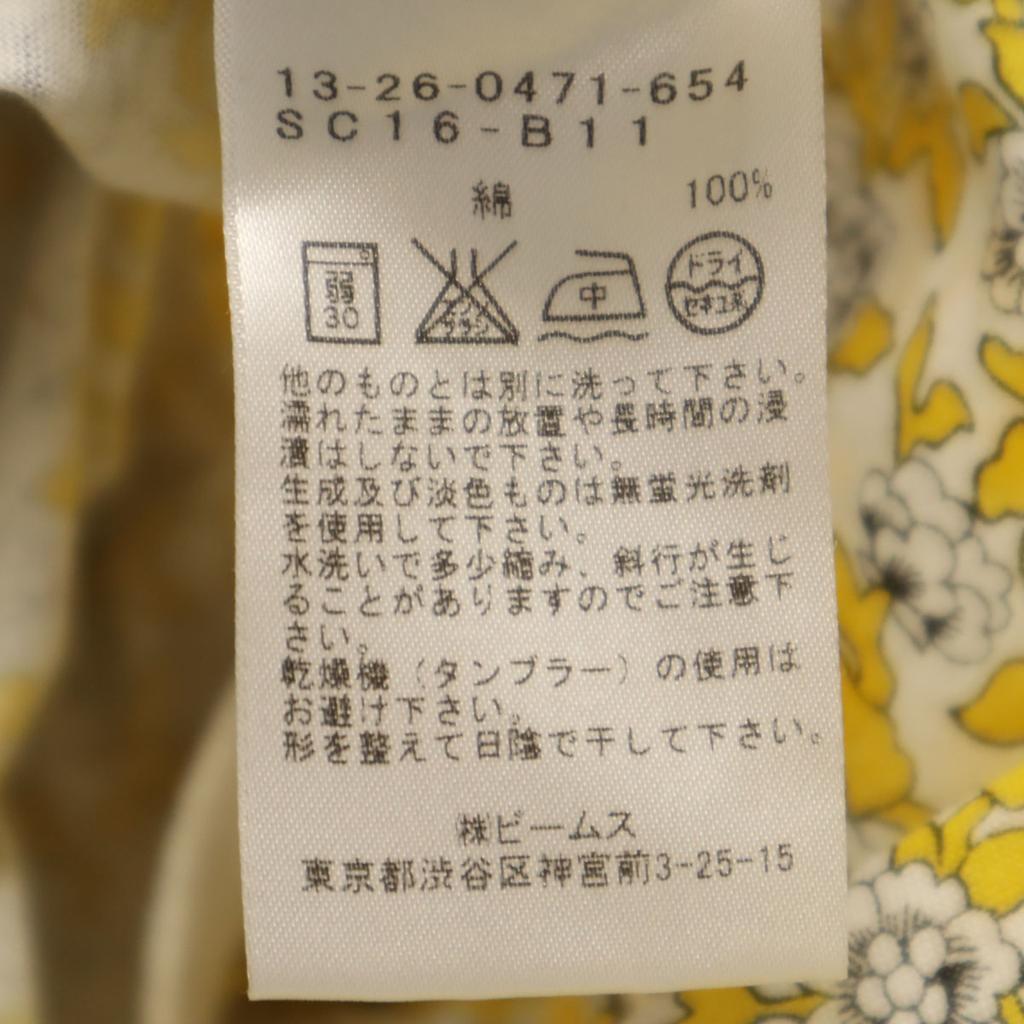 13-26-0471-654
SC16-B11
綿 100%
弱
30
エンソ
サラシ
中
ドライ
セキユ系
他のものとは別に洗って下さい。
濡れたままの放置や長時間の浸
漬はしないで下さい。
生成及び淡色ものは無蛍光洗剤
を使用して下さい。
水洗いで多少縮み、斜行が生じ
ることがありますのでご注意下
さい。
乾燥機（タンブラー）の使用は
お避け下さい。
形を整えて日陰で干して下さい。
㈱ビームス
東京都渋谷区神宮前3-25-15